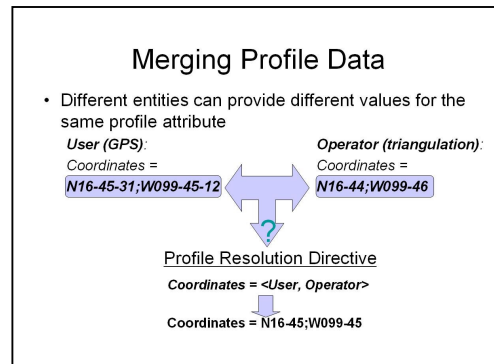 Merging Profile Data
• Different entities can provide different values for the
same profile attribute
User (GPS):
Coordinates =
N16-45-31;W099-45-12
Operator (triangulation):
Coordinates =
N16-44;W099-46
?
Profile Resolution Directive
Coordinates = <User, Operator>
Coordinates = N16-45;W099-45